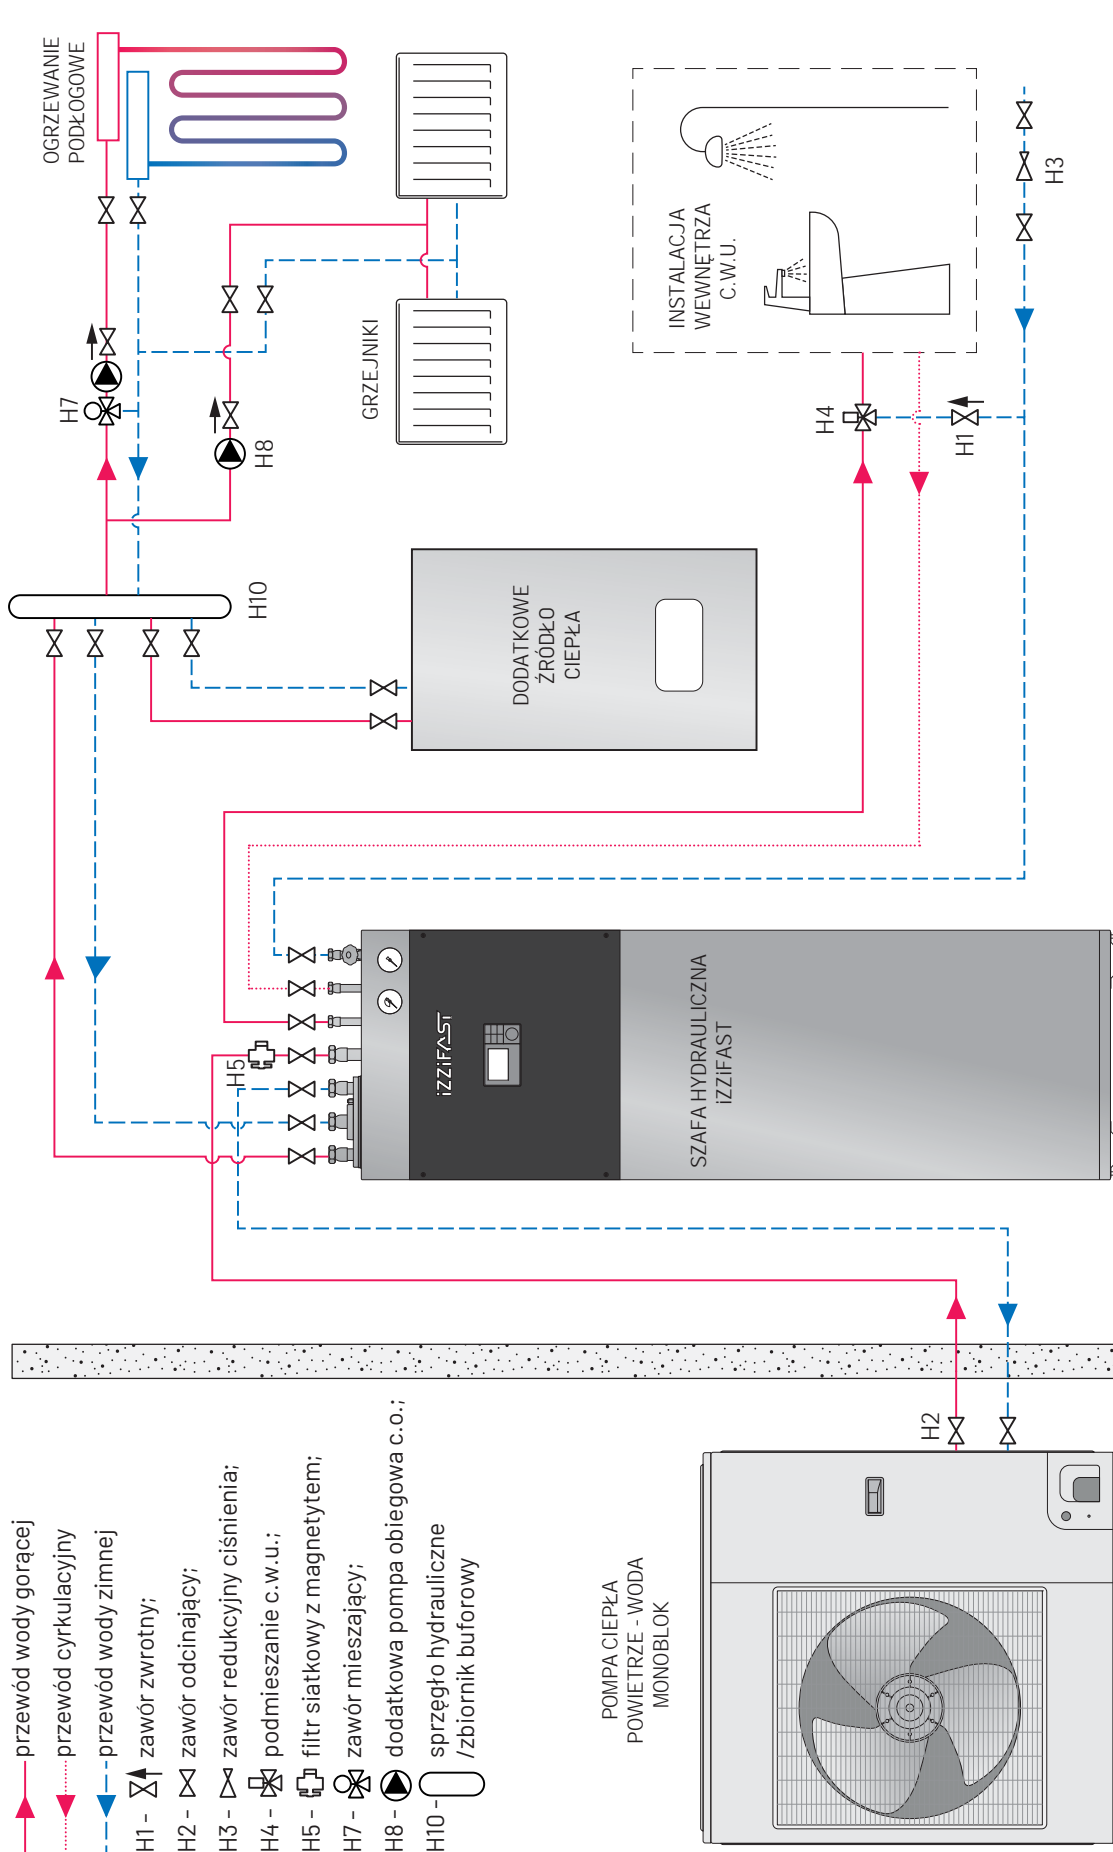 przewód wody gorącej
przewód cyrkulacyjny
przewód wody zimnej
H1 - zawór zwrotny;
H2 - zawór odcinający;
H3 - zawór redukcyjny ciśnienia;
H4 - podmieszanie c.w.u.;
H5 - filtr siatkowy z magnetytem;
H7 - zawór mieszający;
H8 - dodatkowa pompa obiegowa c.o.;
H10 - sprzęgło hydrauliczne
/zbiornik buforowy
POMPA CIEPŁA
POWIETRZE - WODA
MONOBLOK
H2
H5
iZZiFAST
SZAFA HYDRAULICZNA
iZZiFAST
H10
DODATKOWE
ŹRÓDŁO
CIEPŁA
H7
H8
OGRZEWANIE
PODŁOGOWE
GRZEJNIKI
H4
H1
INSTALACJA
WEWNĘTRZA
C.W.U.
H3